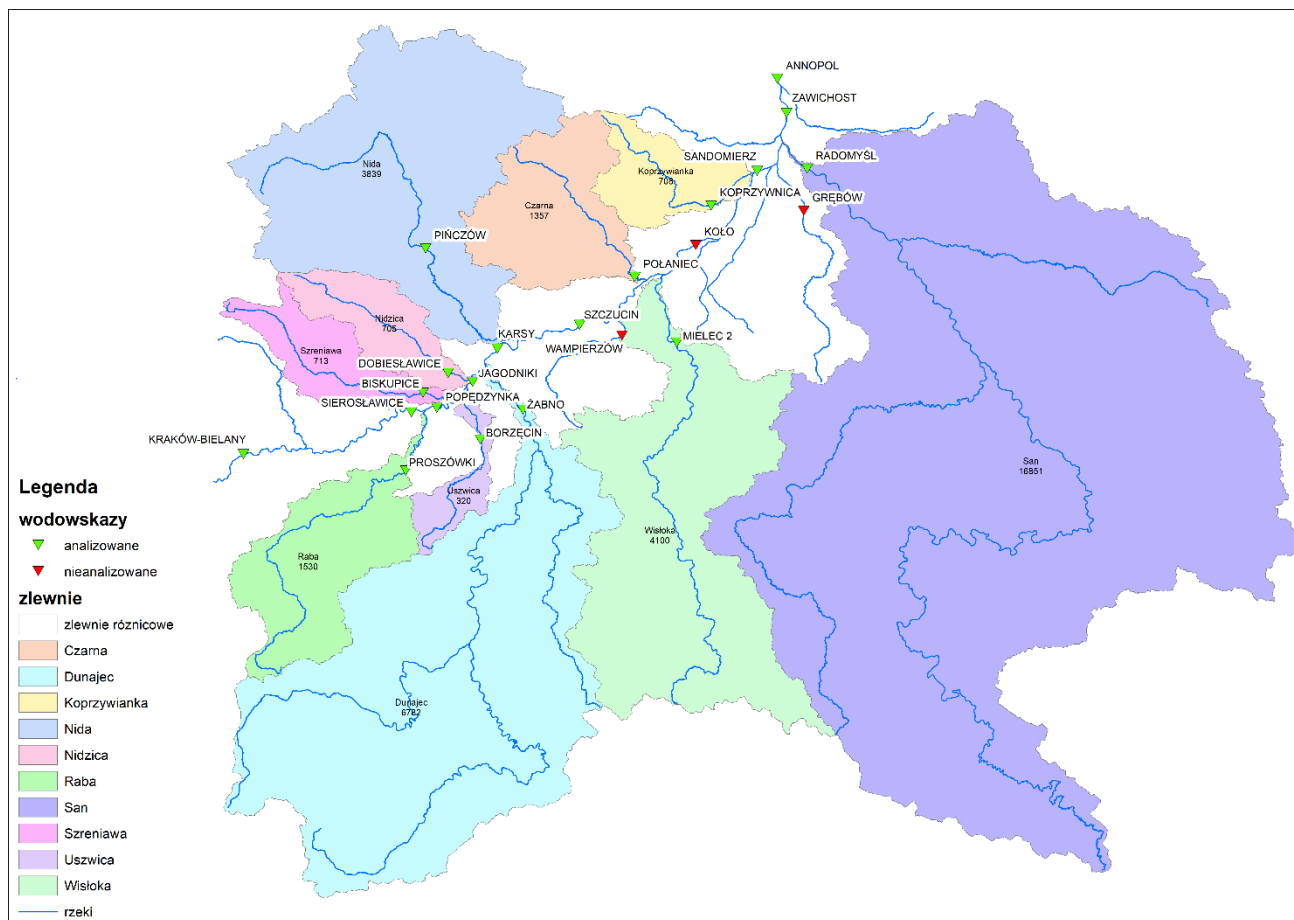 ANNOPOL
ZAWICHOST
SANDOMIERZ
RADOMYŚL
Nida
3839
Koprzywianka
708
KOPRZYWNICA
GRĘBÓW
Czarna
1357
PIŃCZÓW
KOŁO
POŁANIEC
Nidzica
705
SZCZUCIN
KARSY
WAMPIERZÓW
MIELEC 2
Szreniawa
713
DOBIESŁAWICE
JAGODNIKI
BISKUPICE
POPĘDZYNKA
SIEROSŁAWICE
ŻABNO
KRAKÓW-BIELANY
BORZĘCIN
PROSZÓWKI
San
16851
Uszwica
320
Wisłoka
4100
Raba
1530
Dunajec
6782
Legenda
wodowskazy
analizowane
nieanalizowane
zlewnie
zlewnie różnicowe
Czarna
Dunajec
Koprzywianka
Nida
Nidzica
Raba
San
Szreniawa
Uszwica
Wisłoka
rzeki